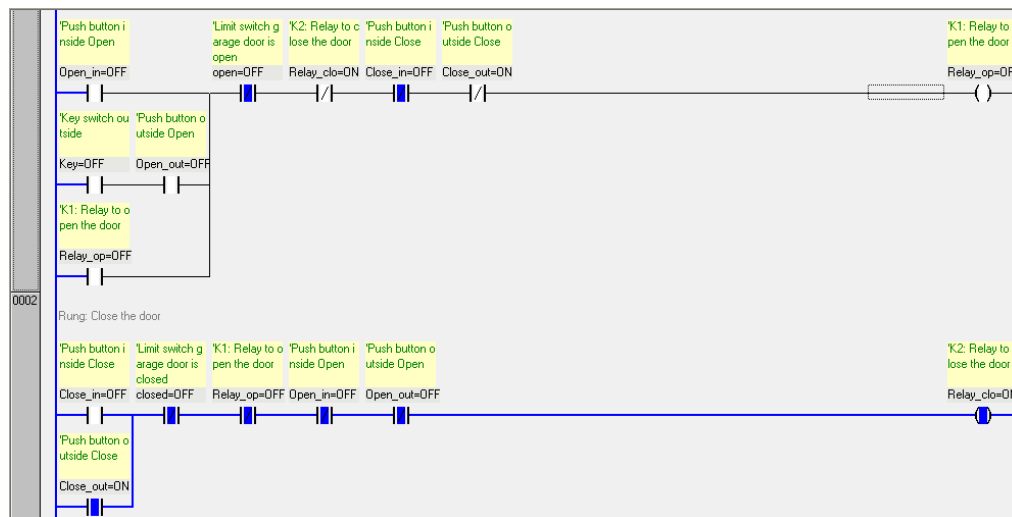 'Push button i
nside Open
Open_in=OFF
'Limit switch g
arage door is
open
open=OFF
'K2: Relay to c
lose the door
Relay_clo=ON
'Push button i
nside Close
Close_in=OFF
'Push button o
utside Close
Close_out=ON
'K1: Relay to
pen the door
Relay_op=OF
'Key switch ou
tside
Key=OFF
'Push button o
utside Open
Open_out=OFF
'K1: Relay to o
pen the door
Relay_op=OFF
0002
Rung: Close the door
'Push button i
nside Close
Close_in=OFF
'Limit switch g
arage door is
closed
closed=OFF
'K1: Relay to o
pen the door
Relay_op=OFF
'Push button i
nside Open
Open_in=OFF
'Push button o
utside Open
Open_out=OFF
'K2: Relay to
lose the door
Relay_clo=ON
'Push button o
utside Close
Close_out=ON